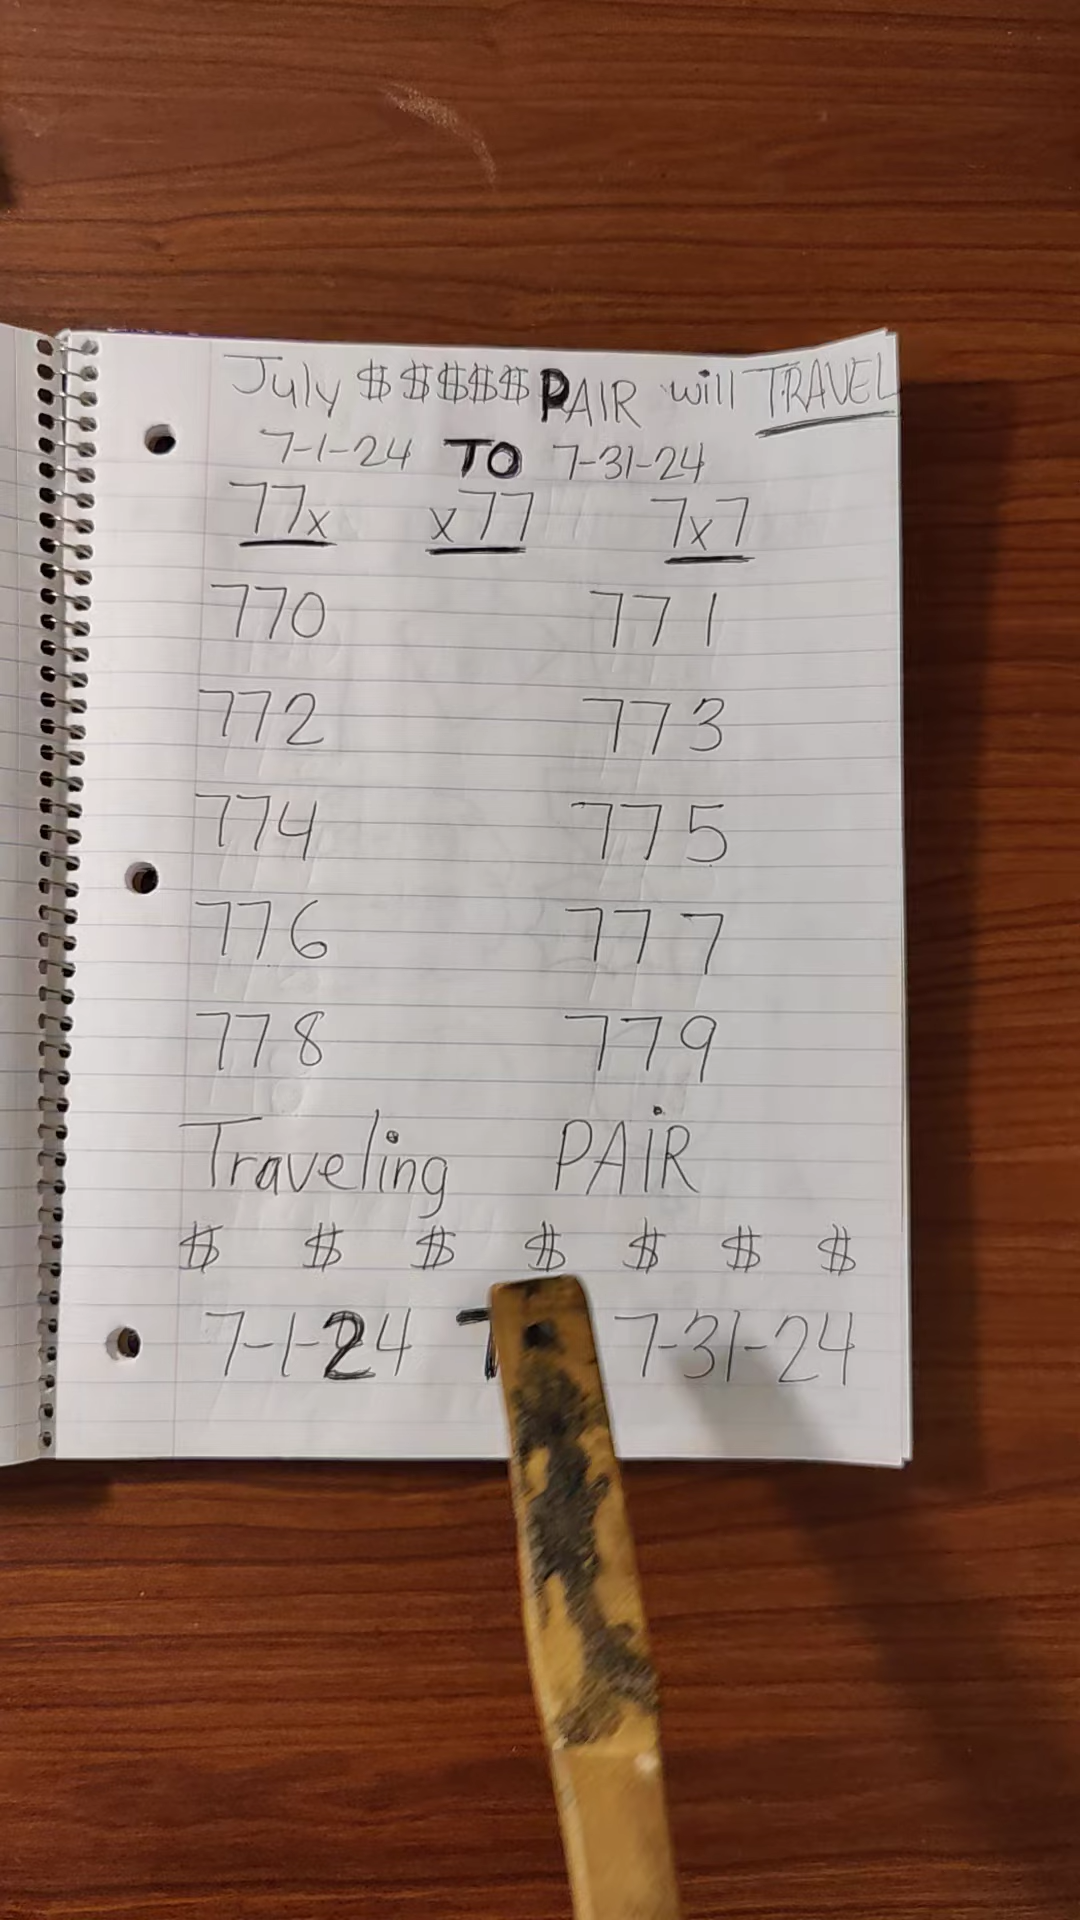 July $$$$$ PAIR will TRAVEL
7-1-24 TO 7-31-24
77x x77 7x7
770 771
772 773
774 775
776 777
778 779
Traveling PAiR
$ $ $ $ $ $ $
7-1-24 7-31-24